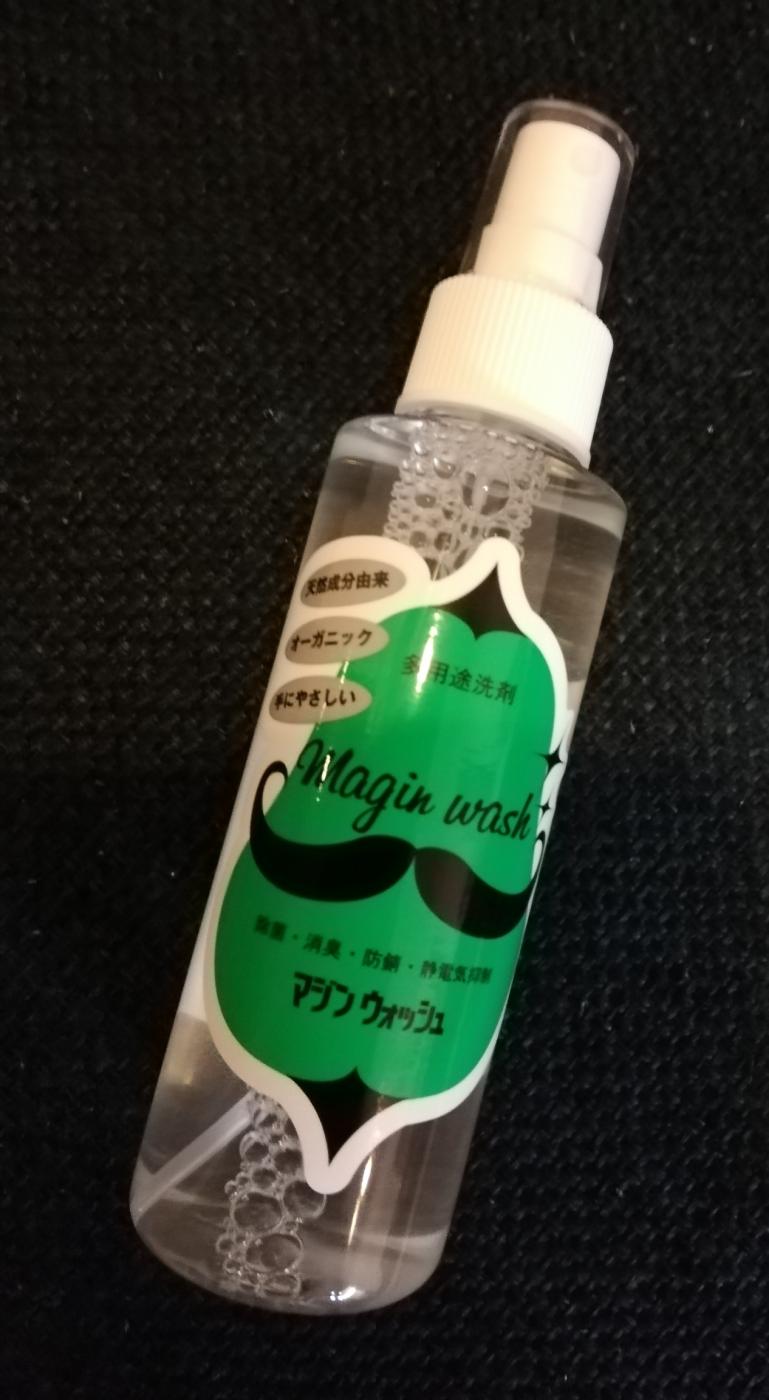 天然成分由来
オーガニック
手にやさしい
多用途洗剤
Magin wash
除菌・消臭・防錆・静電気抑制
マジン ウォッシュ